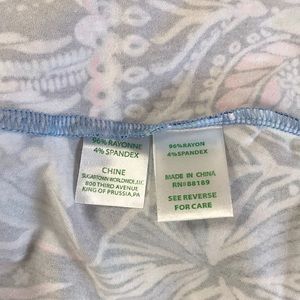 96% RAYONNE
4% SPANDEX
CHINE
SUGARTOWN WORLDWIDE,
800 THIRD AVENUE
KING OF PRUSSIA,PA
96% RAYON
4% SPANDEX
MADE IN CHINA
RN#88189
SEE REVERSE
FOR CARE